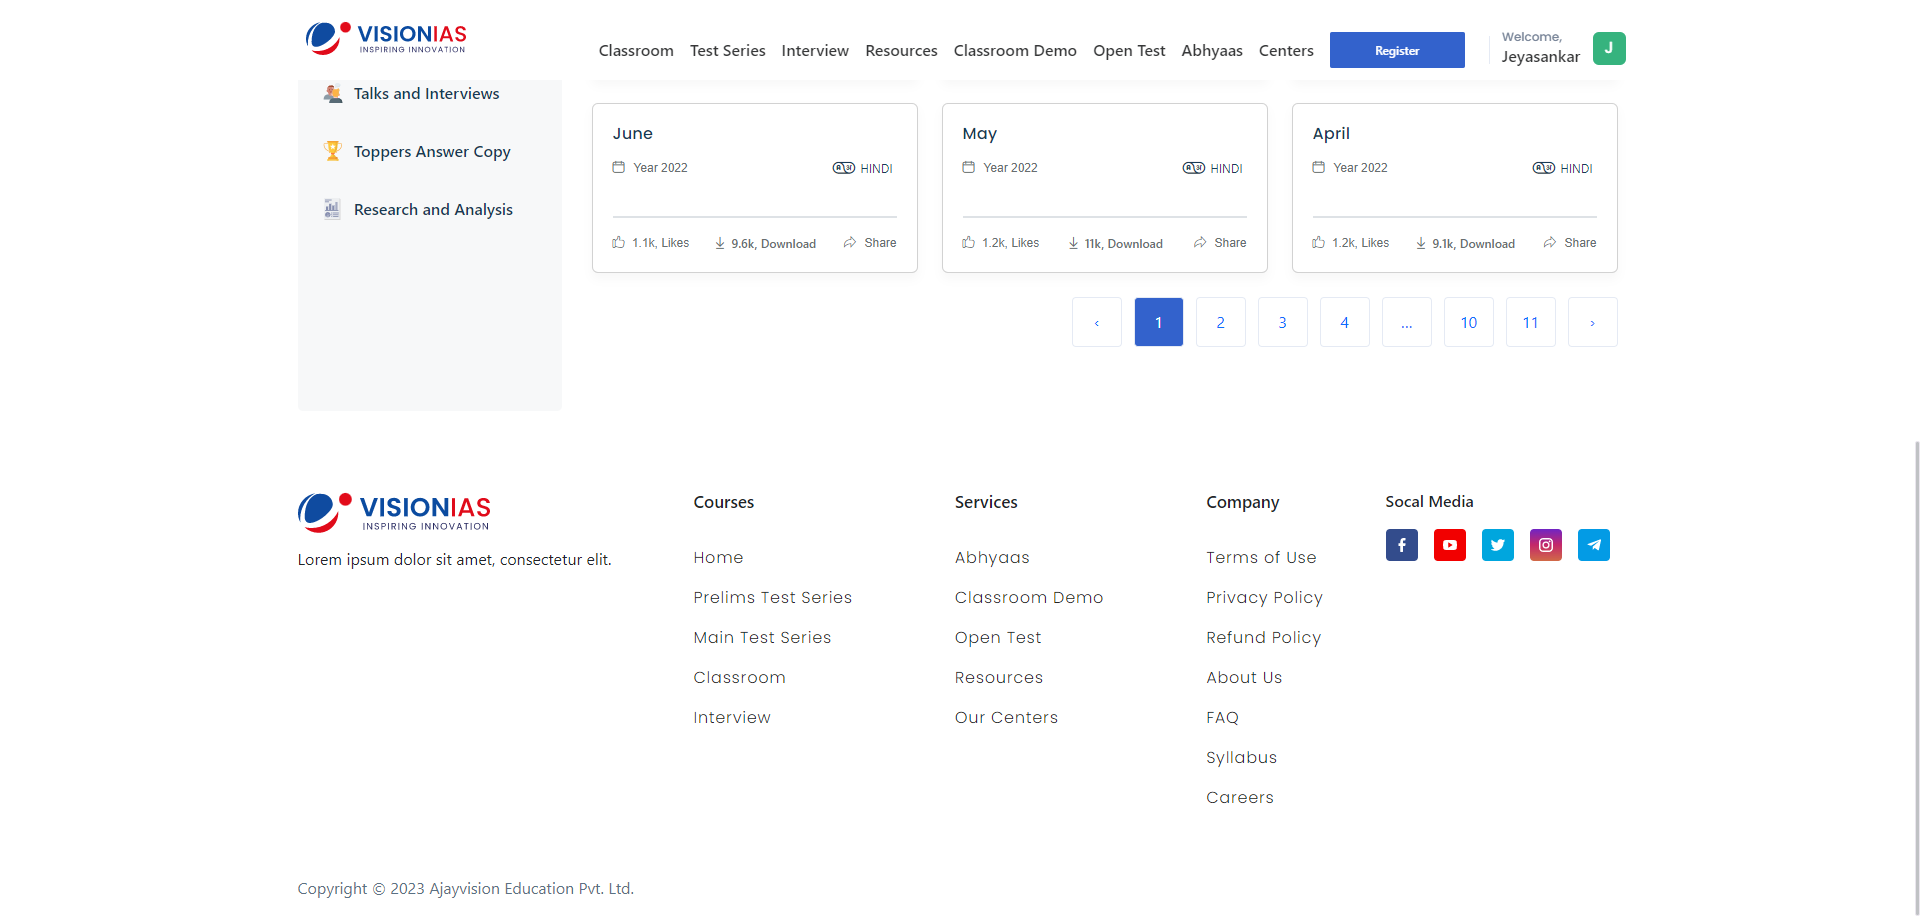 VISIONIAS
INSPIRING INNOVATION
Classroom Test Series Interview Resources Classroom Demo Open Test Abhyaas Centers Register
Welcome,
Jeyasankar
J
Talks and Interviews
Toppers Answer Copy
Research and Analysis
June
Year 2022 HINDI
1.1k, Likes 9.6k, Download Share
May
Year 2022 HINDI
1.2k, Likes 11k, Download Share
April
Year 2022 HINDI
1.2k, Likes 9.1k, Download Share
‹ 1 2 3 4 ... 10 11 ›
VISIONIAS
INSPIRING INNOVATION
Lorem ipsum dolor sit amet, consectetur elit.
Courses
Home
Prelims Test Series
Main Test Series
Classroom
Interview
Services
Abhyaas
Classroom Demo
Open Test
Resources
Our Centers
Company
Terms of Use
Privacy Policy
Refund Policy
About Us
FAQ
Syllabus
Careers
Socal Media
Copyright © 2023 Ajayvision Education Pvt. Ltd.